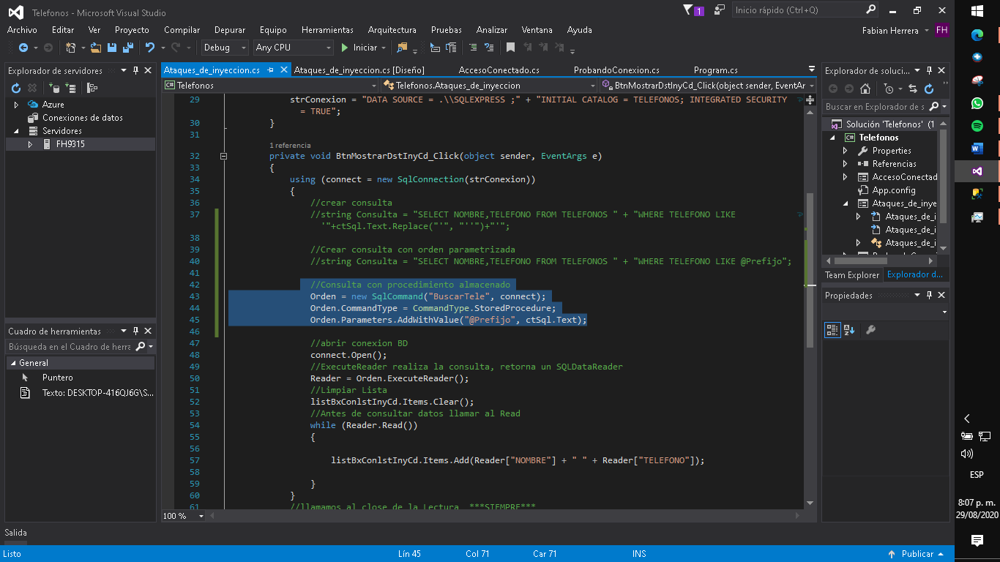 Telefonos - Microsoft Visual Studio
1
Inicio rápido (Ctrl+Q)
Archivo Editar Ver Proyecto Compilar Depurar Equipo Herramientas Arquitectura Pruebas Analizar Ventana Ayuda
Fabian Herrera FH
Debug Any CPU Iniciar
Explorador de servidores
Azure
Conexiones de datos
Servidores
FH9315
Cuadro de herramientas
Búsqueda en el Cuadro de herra
General
Puntero
Texto: DESKTOP-416QJ6G\S...
Ataques_de_inyeccion.cs Ataques_de_inyeccion.cs [Diseño] AccesoConectado.cs ProbandoConexion.cs Program.cs
Telefonos Telefonos.Ataques_de_inyeccion BtnMostrarDstInyCd_Click(object sender, EventAr
29 strConexion = "DATA SOURCE = .\\SQLEXPRESS ;" + "INITIAL CATALOG = TELEFONOS; INTEGRATED SECURITY
= TRUE";
30 }
31
1 referencia
32 private void BtnMostrarDstInyCd_Click(object sender, EventArgs e)
33 {
34 using (connect = new SqlConnection(strConexion))
35 {
36 //crear consulta
37 //string Consulta = "SELECT NOMBRE,TELEFONO FROM TELEFONOS " + "WHERE TELEFONO LIKE
'"+ctSql.Text.Replace("'", "''")+"'";
38
39 //Crear consulta con orden parametrizada
40 //string Consulta = "SELECT NOMBRE,TELEFONO FROM TELEFONOS " + "WHERE TELEFONO LIKE @Prefijo";
41
42 //Consulta con procedimiento almacenado
43 Orden = new SqlCommand("BuscarTele", connect);
44 Orden.CommandType = CommandType.StoredProcedure;
45 Orden.Parameters.AddWithValue("@Prefijo", ctSql.Text);
46
47 //abrir conexion BD
48 connect.Open();
49 //ExecuteReader realiza la consulta, retorna un SQLDataReader
50 Reader = Orden.ExecuteReader();
51 //Limpiar Lista
52 listBxConlstInyCd.Items.Clear();
53 //Antes de consultar datos llamar al Read
54 while (Reader.Read())
55 {
56
57 listBxConlstInyCd.Items.Add(Reader["NOMBRE"] + " " + Reader["TELEFONO"]);
58
59 }
60 }
61 //llamamos al close de la Lectura ***SIEMPRE***
100 %
Explorador de soluci...
Buscar en Explorador de s
Solución 'Telefonos' (1
Telefonos
Properties
Referencias
AccesoConectad
App.config
Ataques_de_inye
Ataques_de_i
Ataques_de_i
Ataques_de_i
Team Explorer Explorador d...
Propiedades
Salida
Listo Lín 45 Col 71 Car 71 INS Publicar
ESP
8:07 p. m.
29/08/2020